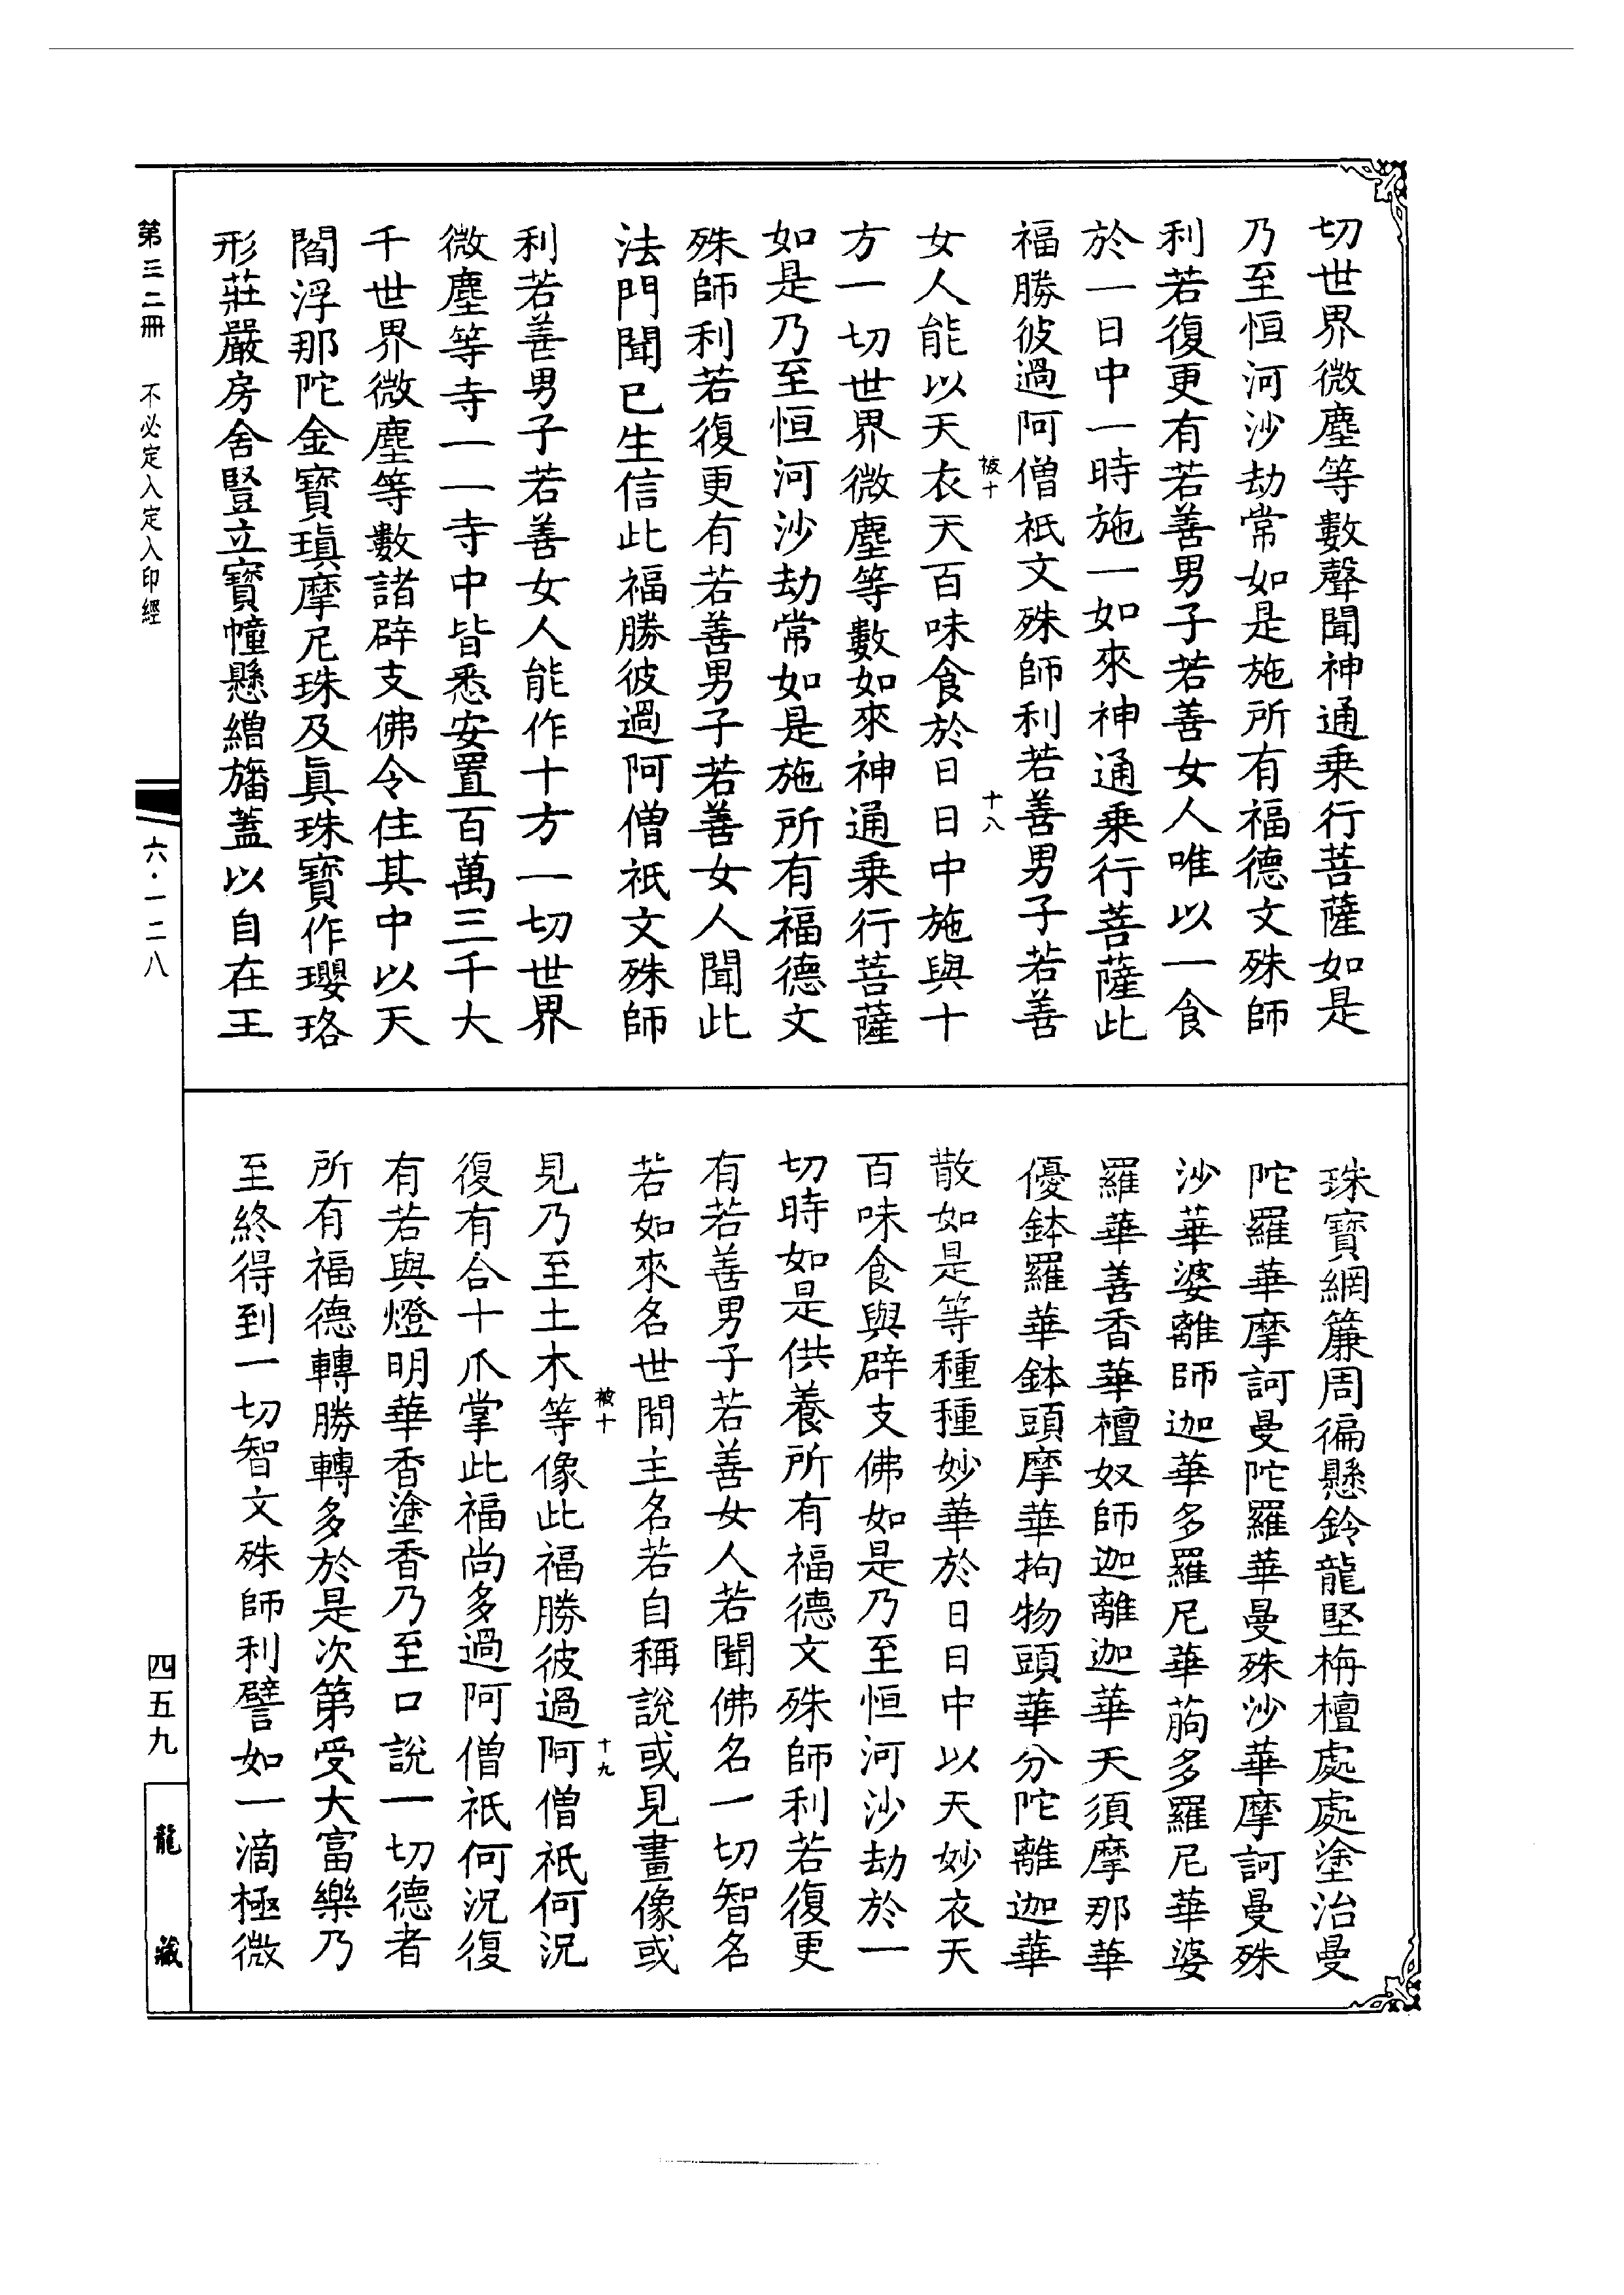 切世界微塵等數聲聞神通乗行菩薩如是
乃至恒河沙劫常如是施所有福德文殊師
利若復更有若善男子若善女人唯以一食
於一日中一時施一如來神通乗行菩薩此
福勝彼過阿僧祇文殊師利若善男子若善
被十
十八
女人能以天衣天百味食於日日中施與十
方一切世界微塵等數如來神通乗行菩薩
如是乃至恒河沙劫常如是施所有福德文
殊師利若復更有若善男子若善女人聞此
法門聞已生信此福勝彼過阿僧祇文殊師
利若善男子若善女人能作十方一切世界
微塵等寺一一寺中皆悉安置百萬三千大
千世界微塵等數諸辟支佛令住其中以天
閻浮那陀金寶瑱摩尼珠及真珠寶作瓔珞
形莊嚴房舍豎立寶幢懸繒旛蓋以自在王
珠寶網簾周徧懸鈴龍堅栴檀處處塗治曼
陀羅華摩訶曼陀羅華曼殊沙華摩訶曼殊
沙華婆離師迦華多羅尼華蒭多羅尼華婆
羅華善香華檀奴師迦離迦華天須摩那華
優鉢羅華鉢頭摩華拘物頭華分陀離迦華
散如是等種種妙華於日日中以天妙衣天
百味食與辟支佛如是乃至恒河沙劫於一
切時如是供養所有福德文殊師利若復更
有若善男子若善女人若聞佛名一切智名
若如來名世間主名若自稱說或見畫像或
被十
十九
見乃至土木等像此福勝彼過阿僧祇何況
復有合十爪掌此福尚多過阿僧祇何況復
有若與燈明華香塗香乃至口說一切德者
所有福德轉勝轉多於是次第受大富樂乃
至終得到一切智文殊師利譬如一滴極微
第三二冊 不必定入定入印經
六·一二八
四五九
龍藏